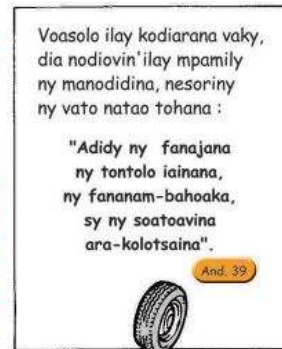 Voasolo ilay kodiarana vaky,
dia nodiovin'ilay mpamily
ny manodidina, nesoriny
ny vato natao tohana :
"Adidy ny fanajana
ny tontolo iainana,
ny fananam-bahoaka,
sy ny soatoavina
ara-kolotsaina".
And. 39